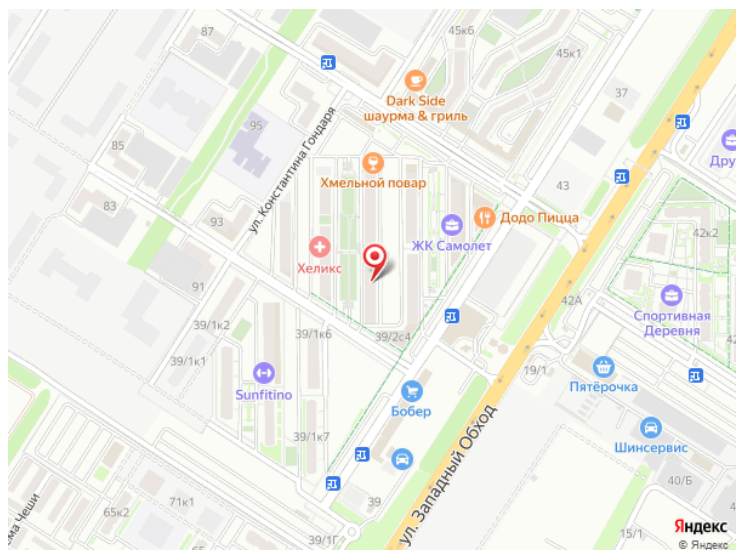 87
45к6
45к1
37
Dark Side
шаурма & гриль
95
ул. Константина Гондаря
85
Хмельной повар
Дру
43
83
93
Додо Пицца
ЖК Самолет
42к2
Хеликс
91
42А
Спортивная
Деревня
42
39/1к2
39/1к6
39/2с4
39/1к1
19/1
Sunfitino
Пятёрочка
Бобер
ул. Западный Обход
39/1к7
Шинсервис
40/Б
71к1
39
65к2
ема Чеши
39/1Г
15/1
Яндекс
© Яндекс